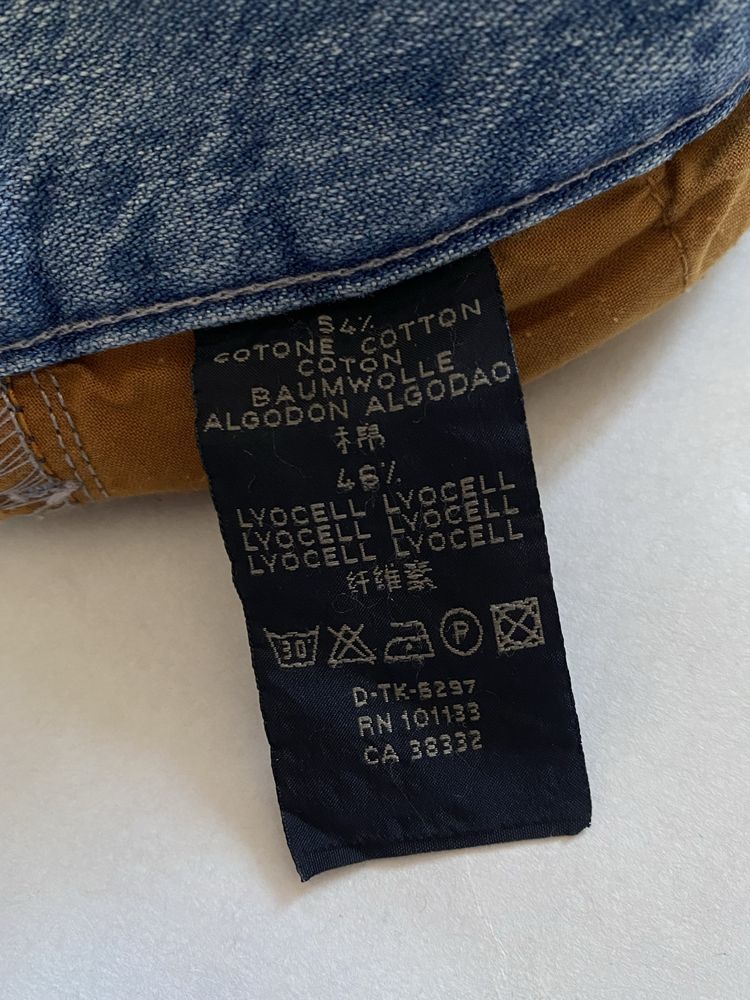 54%
COTONE COTTON
COTON
BAUMWOLLE
ALGODON ALGODAO
棉
46%
LYOCELL LYOCELL
LYOCELL LYOCELL
LYOCELL LYOCELL
纤维素
30°
P
D-TK-6297
RN 101133
CA 38332